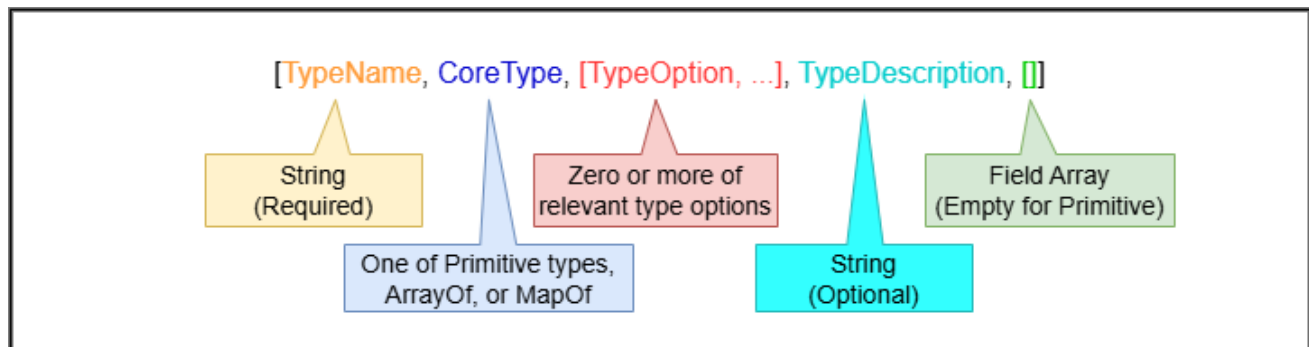 [TypeName, CoreType, [TypeOption, ...], TypeDescription, []]
String
(Required)
Zero or more of
relevant type options
Field Array
(Empty for Primitive)
One of Primitive types,
ArrayOf, or MapOf
String
(Optional)